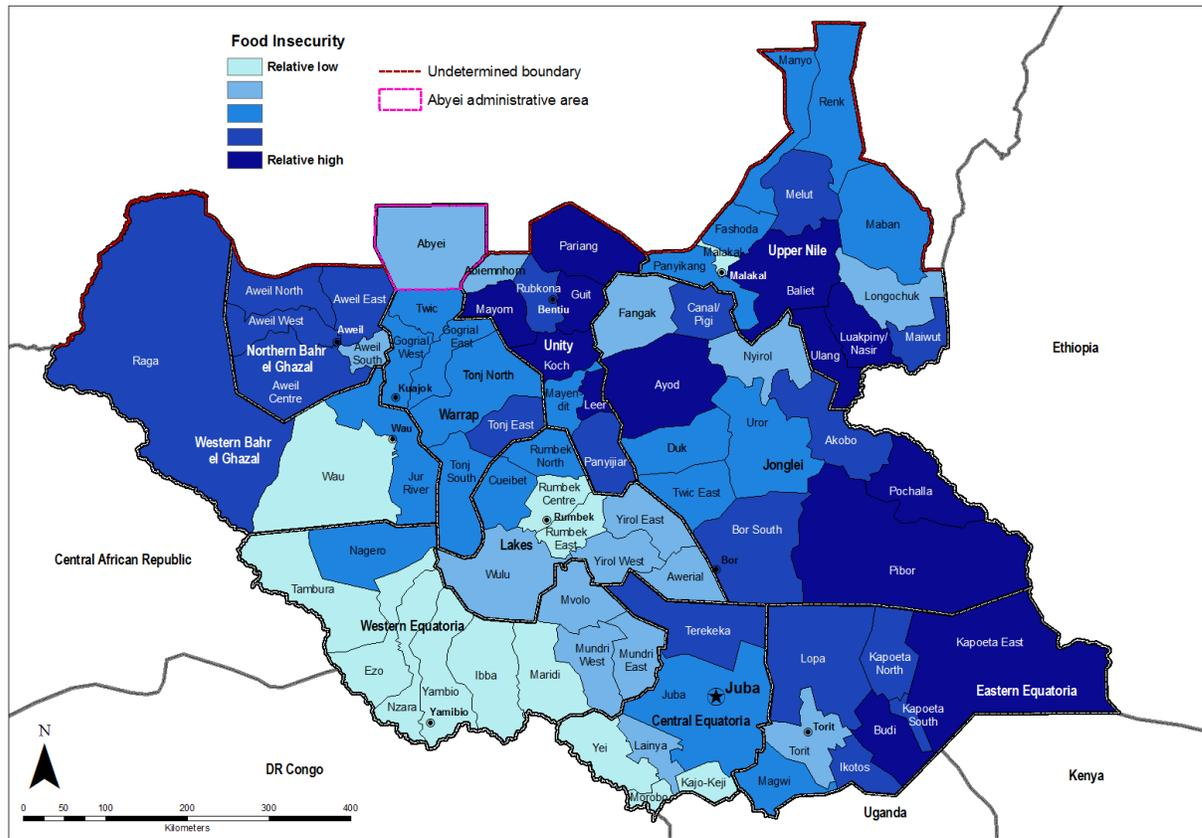 Food Insecurity
Relative low
Relative high
Undetermined boundary
Abyei administrative area
Manyo
Renk
Melut
Maban
Fashoda
Malakal
Upper Nile
Panyikang
Malakal
Baliet
Longochuk
Luakpiny/
Nasir
Maiwut
Ulang
Abyei
Pariang
Abiemnhom
Rubkona
Guit
Mayom
Bentiu
Unity
Koch
Mayen
dit
Leer
Panyijiar
Fangak
Canal/
Pigi
Nyirol
Ayod
Uror
Akobo
Duk
Jonglei
Pochalla
Twic East
Bor South
Bor
Pibor
Ethiopia
Aweil North
Aweil East
Aweil West
Aweil
Northern Bahr
el Ghazal
Aweil
South
Aweil
Centre
Raga
Western Bahr
el Ghazal
Wau
Wau
Jur
River
Twic
Gogrial
West
Gogrial
East
Kuajok
Tonj North
Warrap
Tonj East
Tonj
South
Rumbek
North
Cueibet
Rumbek
Centre
Rumbek
Rumbek
East
Yirol East
Lakes
Yirol West
Awerial
Wulu
Central African Republic
Nagero
Tambura
Western Equatoria
Ezo
Nzara
Yambio
Yamibio
Ibba
Maridi
Mvolo
Mundri
West
Mundri
East
Terekeka
Juba
Juba
Central Equatoria
Lainya
Yei
Morobo
Kajo-Keji
Lopa
Kapoeta
North
Kapoeta East
Eastern Equatoria
Kapoeta
South
Budi
Torit
Torit
Ikotos
Magwi
DR Congo
Uganda
Kenya
N
0 50 100 200 300 400
Kilometers